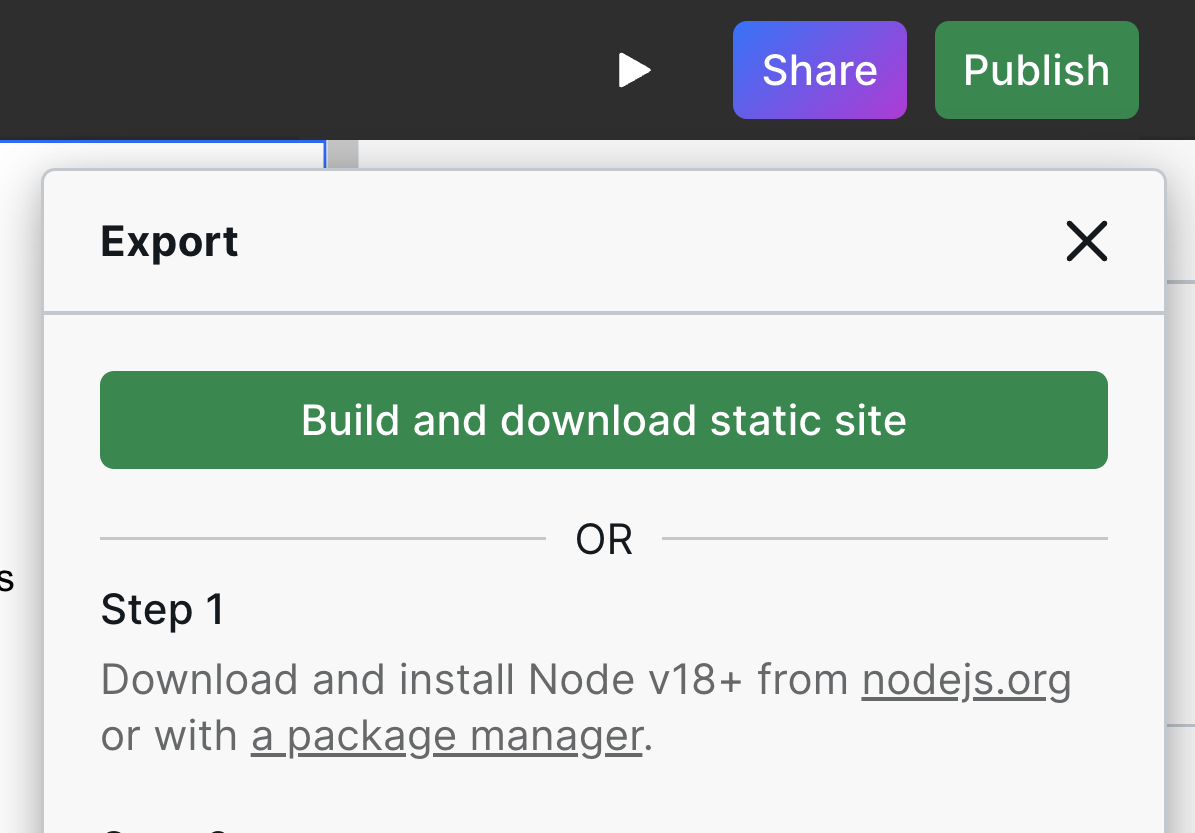 Share Publish
Export
Build and download static site
OR
s
Step 1
Download and install Node v18+ from nodejs.org
or with a package manager.